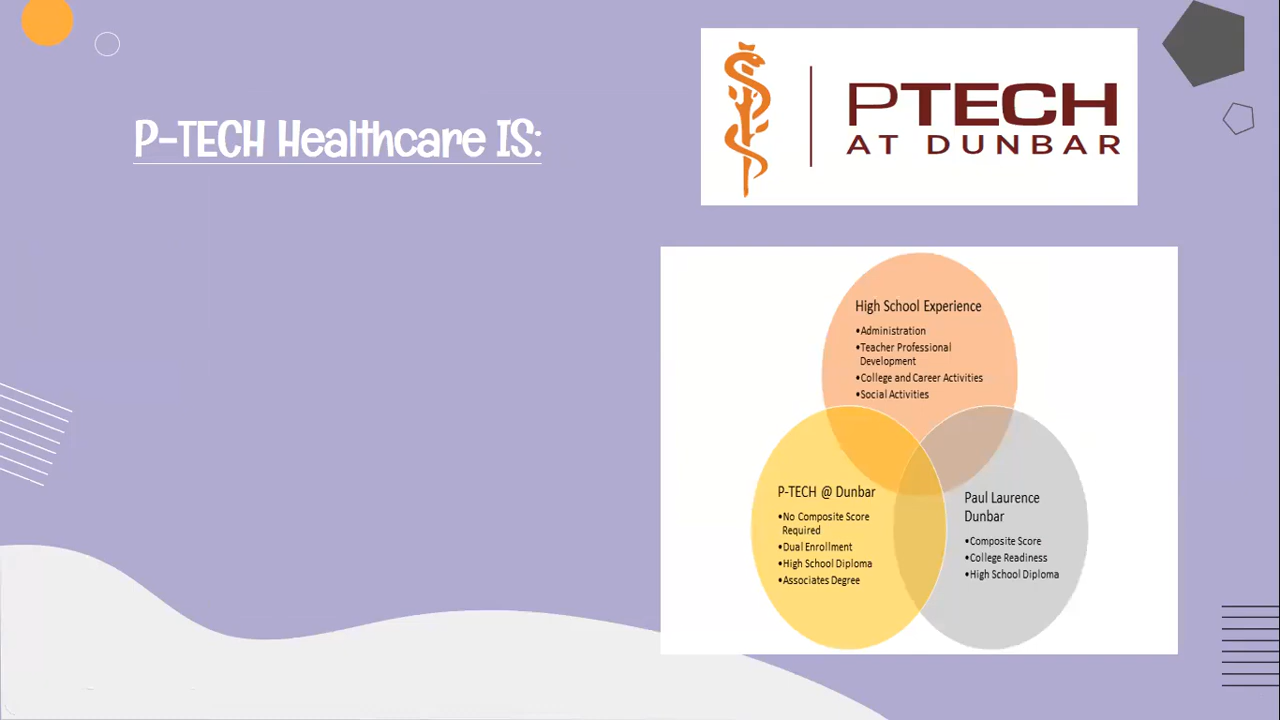 P-TECH Healthcare IS:
PTECH
AT DUNBAR
High School Experience
•Administration
•Teacher Professional
Development
•College and Career Activities
•Social Activities
P-TECH @ Dunbar
•No Composite Score
Required
•Dual Enrollment
•High School Diploma
•Associates Degree
Paul Laurence
Dunbar
•Composite Score
•College Readiness
•High School Diploma